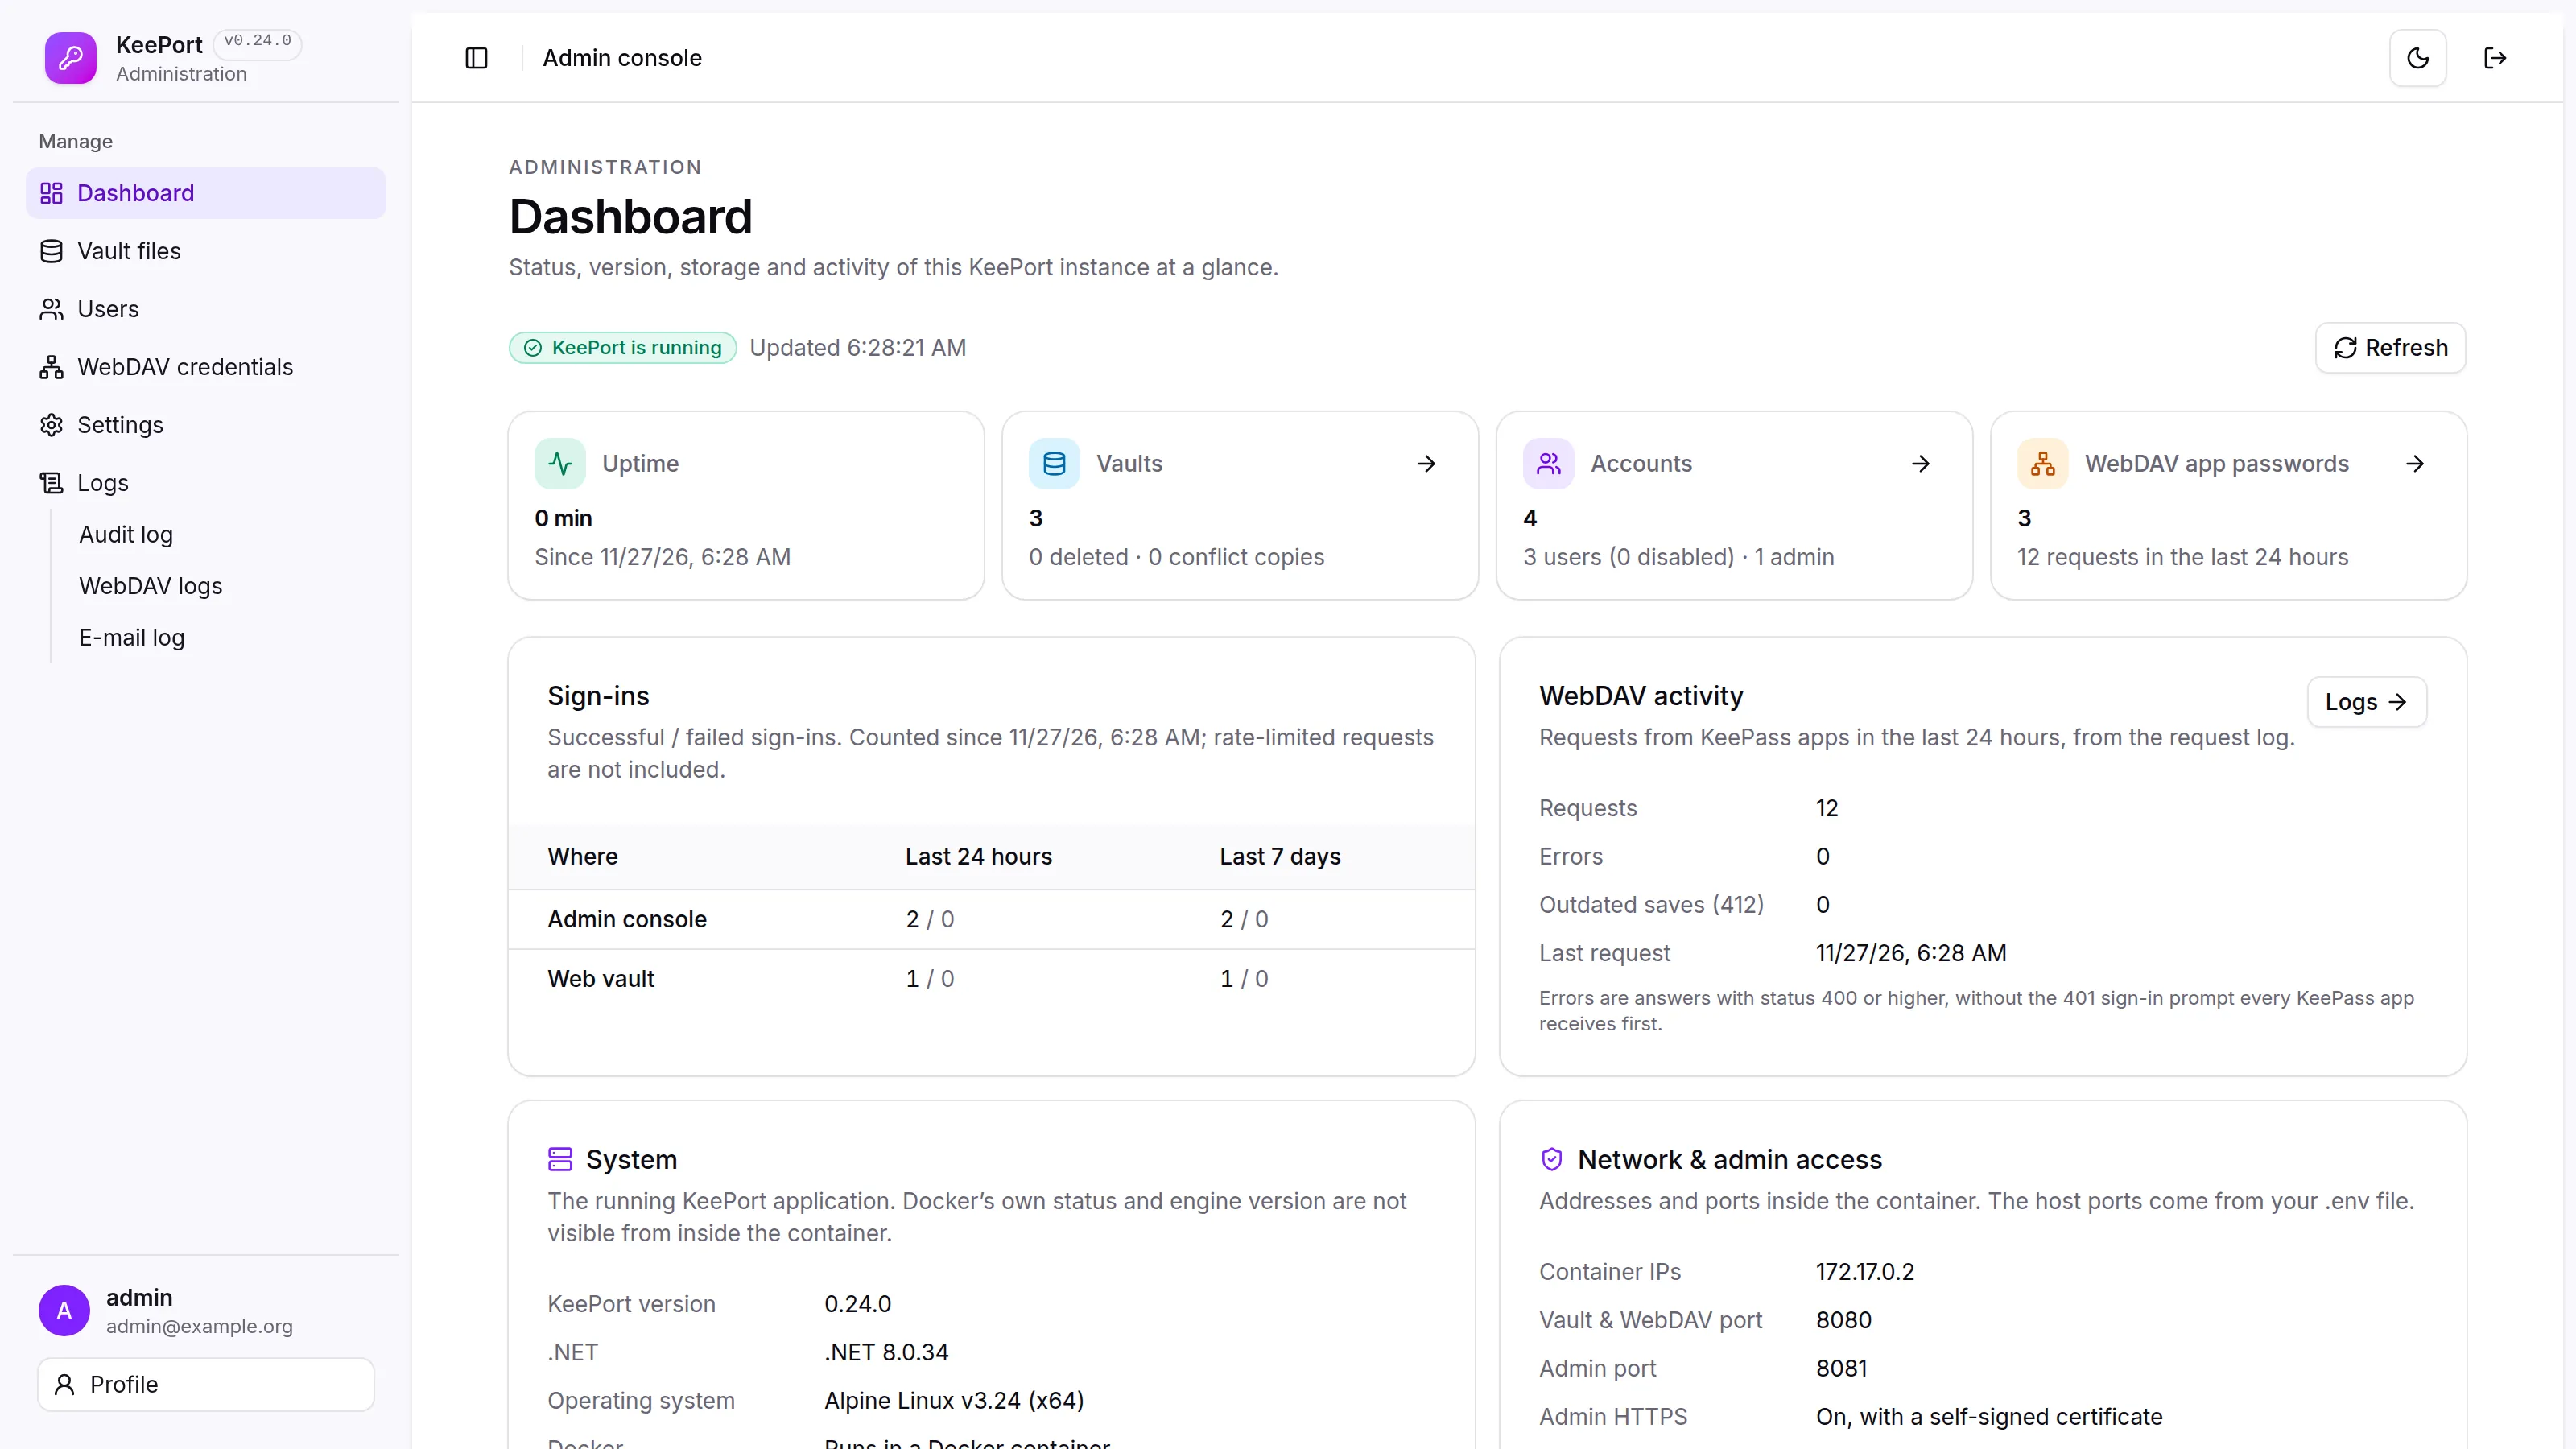 KeePort v0.24.0
Administration
Manage
Dashboard
Vault files
Users
WebDAV credentials
Settings
Logs
Audit log
WebDAV logs
E-mail log
A
admin
admin@example.org
Profile
Admin console
ADMINISTRATION
Dashboard
Status, version, storage and activity of this KeePort instance at a glance.
KeePort is running Updated 6:28:21 AM
Refresh
Uptime
0 min
Since 11/27/26, 6:28 AM
Vaults
3
0 deleted · 0 conflict copies
Accounts
4
3 users (0 disabled) · 1 admin
WebDAV app passwords
3
12 requests in the last 24 hours
Sign-ins
Successful / failed sign-ins. Counted since 11/27/26, 6:28 AM; rate-limited requests
are not included.
Where Last 24 hours Last 7 days
Admin console 2 / 0 2 / 0
Web vault 1 / 0 1 / 0
WebDAV activity
Logs
Requests from KeePass apps in the last 24 hours, from the request log.
Requests 12
Errors 0
Outdated saves (412) 0
Last request 11/27/26, 6:28 AM
Errors are answers with status 400 or higher, without the 401 sign-in prompt every KeePass app
receives first.
System
The running KeePort application. Docker’s own status and engine version are not
visible from inside the container.
KeePort version 0.24.0
.NET .NET 8.0.34
Operating system Alpine Linux v3.24 (x64)
Docker Runs in a Docker container
Network & admin access
Addresses and ports inside the container. The host ports come from your .env file.
Container IPs 172.17.0.2
Vault & WebDAV port 8080
Admin port 8081
Admin HTTPS On, with a self-signed certificate